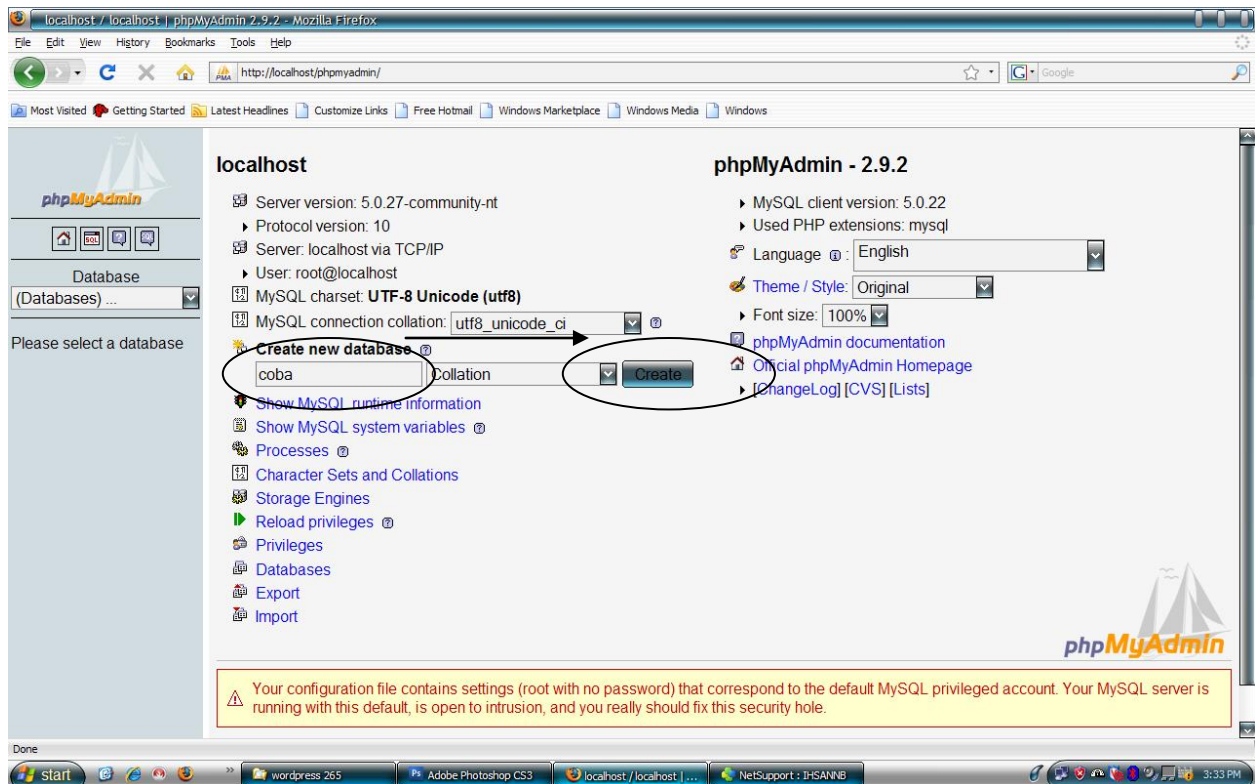 localhost / localhost | phpMyAdmin 2.9.2 - Mozilla Firefox
File Edit View History Bookmarks Tools Help
http://localhost/phpmyadmin/
Google
Most Visited Getting Started Latest Headlines Customize Links Free Hotmail Windows Marketplace Windows Media Windows
phpMyAdmin
SQL
Database
(Databases) ...
Please select a database
localhost
Server version: 5.0.27-community-nt
Protocol version: 10
Server: localhost via TCP/IP
User: root@localhost
MySQL charset: UTF-8 Unicode (utf8)
MySQL connection collation: utf8_unicode_ci
Create new database
coba Collation Create
Show MySQL runtime information
Show MySQL system variables
Processes
Character Sets and Collations
Storage Engines
Reload privileges
Privileges
Databases
Export
Import
phpMyAdmin - 2.9.2
MySQL client version: 5.0.22
Used PHP extensions: mysql
Language : English
Theme / Style: Original
Font size: 100%
phpMyAdmin documentation
Official phpMyAdmin Homepage
[ChangeLog] [CVS] [Lists]
phpMyAdmin
Your configuration file contains settings (root with no password) that correspond to the default MySQL privileged account. Your MySQL server is
running with this default, is open to intrusion, and you really should fix this security hole.
Done
start wordpress 265 Adobe Photoshop CS3 localhost / localhost | ... NetSupport : IHSANNB 3:33 PM